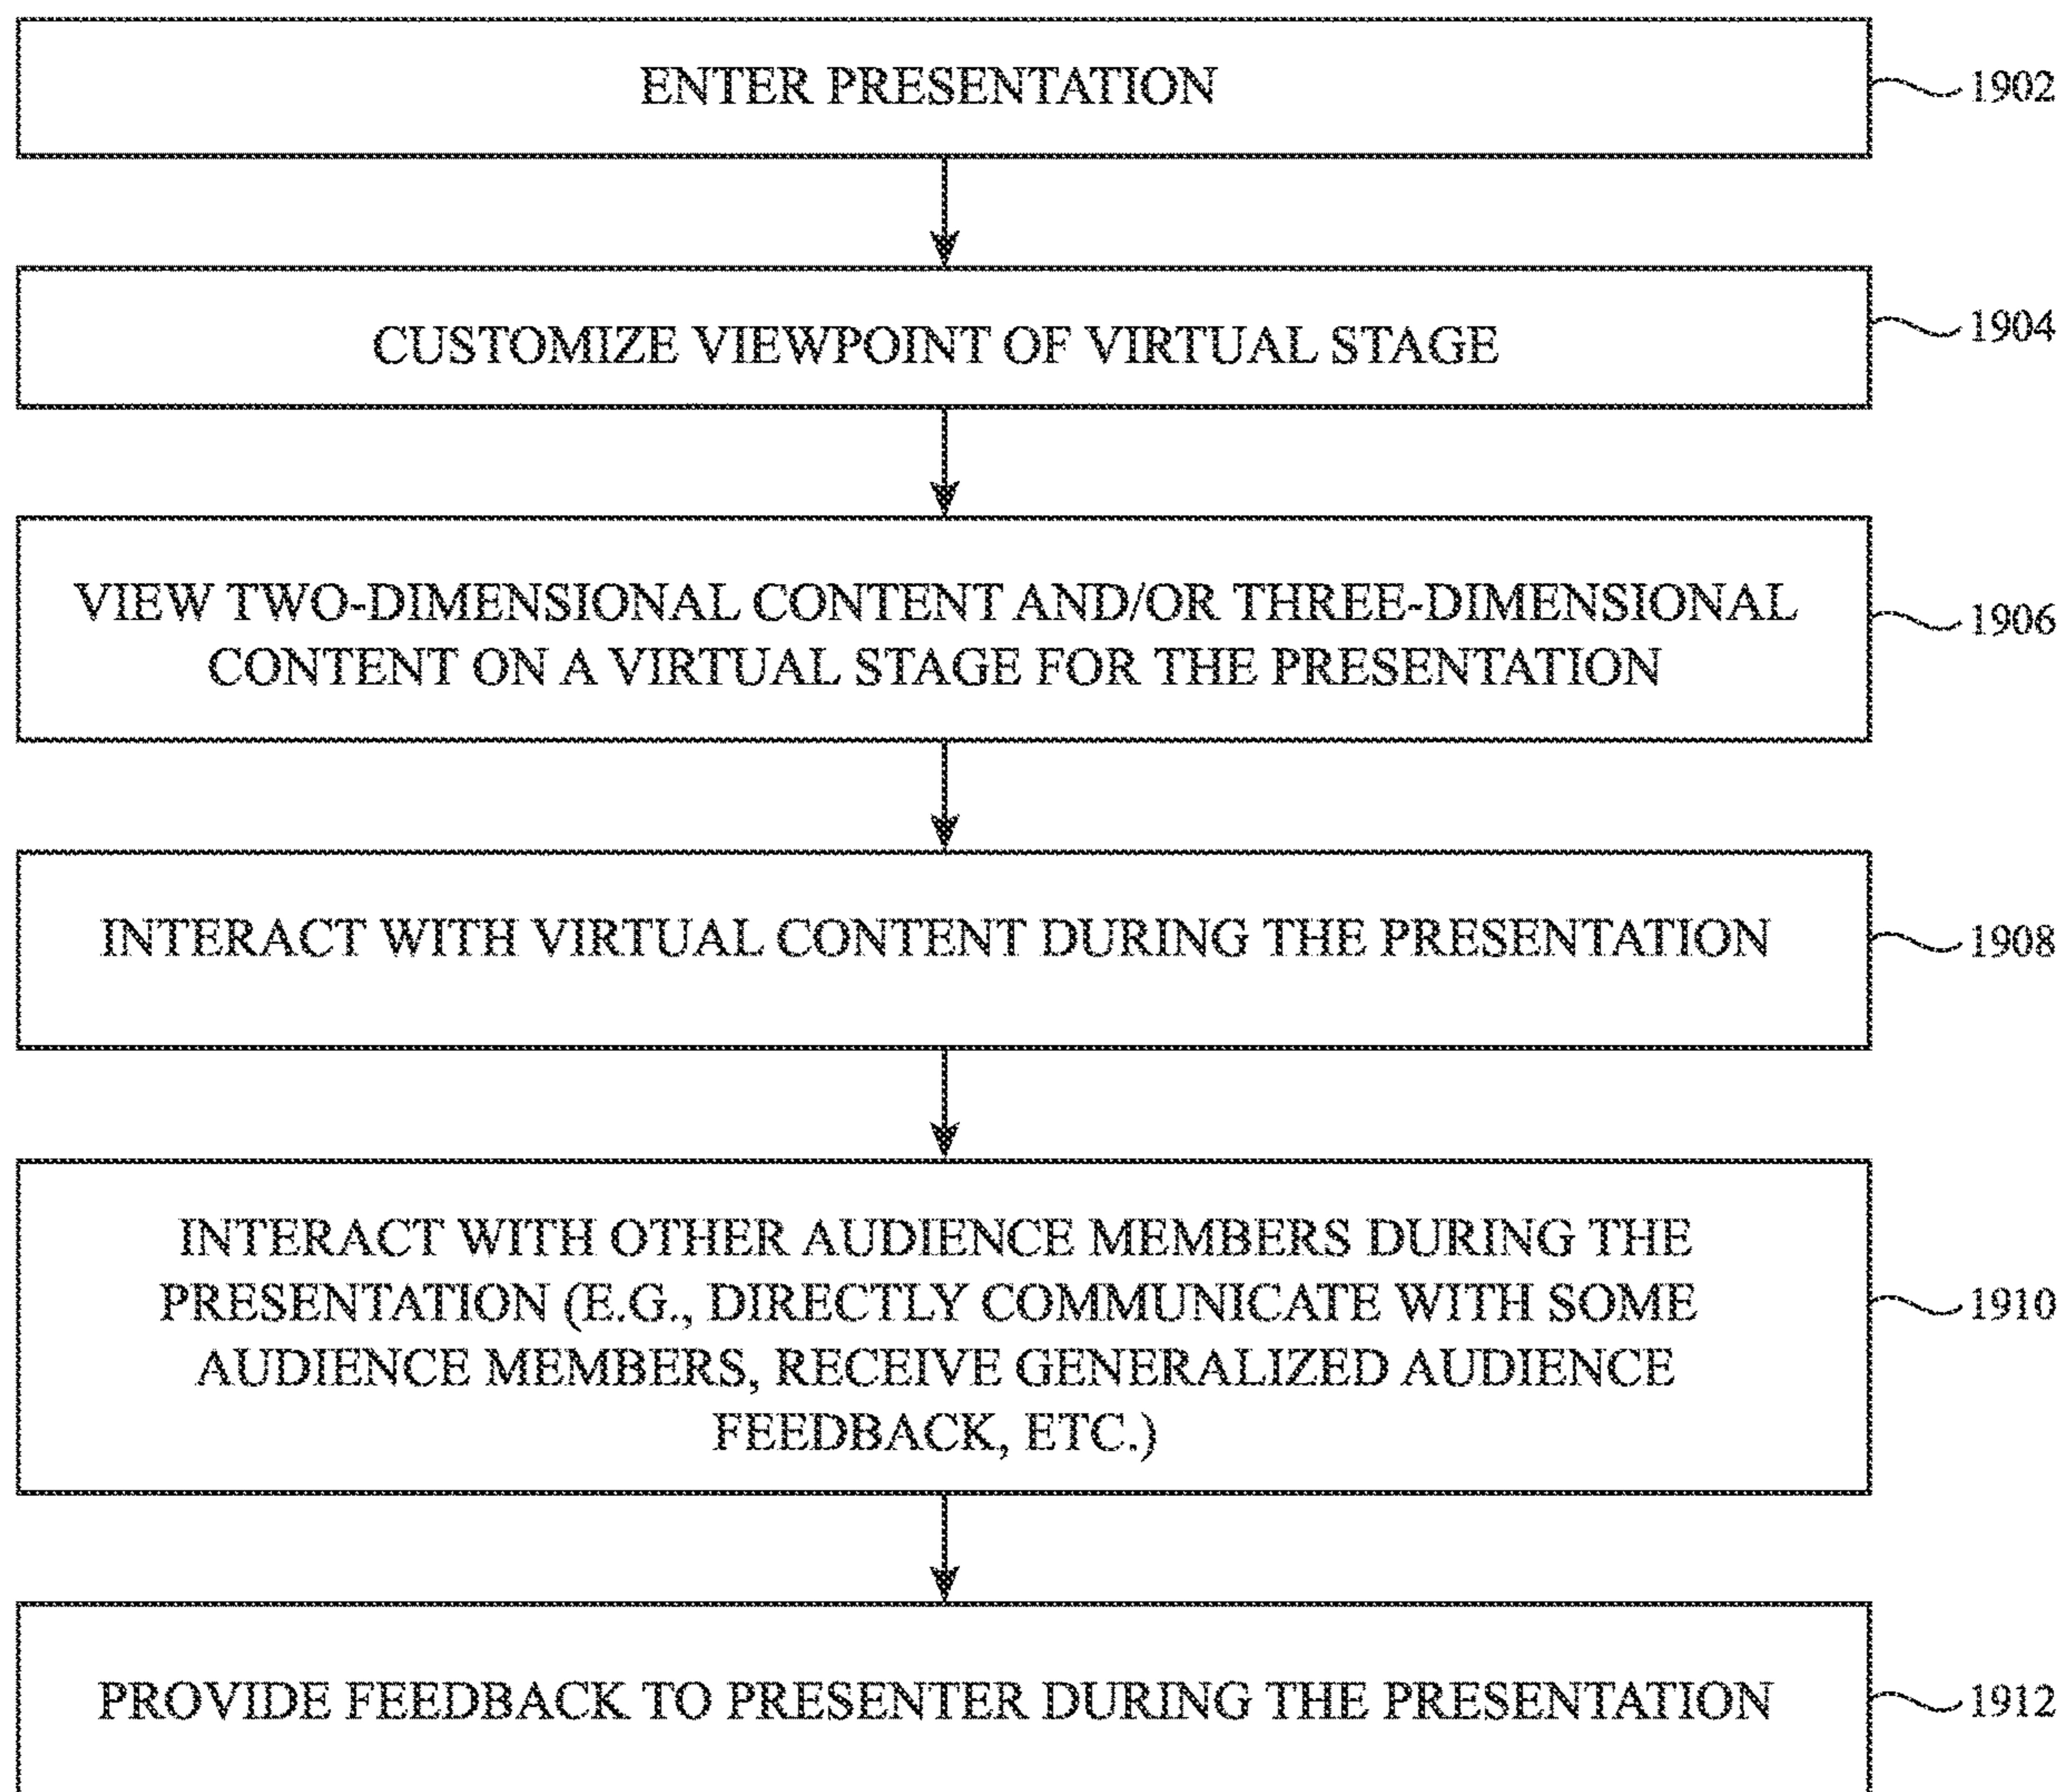 ENTER PRESENTATION
1902
CUSTOMIZE VIEWPOINT OF VIRTUAL STAGE
1904
VIEW TWO-DIMENSIONAL CONTENT AND/OR THREE-DIMENSIONAL
CONTENT ON A VIRTUAL STAGE FOR THE PRESENTATION
1906
INTERACT WITH VIRTUAL CONTENT DURING THE PRESENTATION
1908
INTERACT WITH OTHER AUDIENCE MEMBERS DURING THE
PRESENTATION (E.G., DIRECTLY COMMUNICATE WITH SOME
AUDIENCE MEMBERS, RECEIVE GENERALIZED AUDIENCE
FEEDBACK, ETC.)
1910
PROVIDE FEEDBACK TO PRESENTER DURING THE PRESENTATION
1912